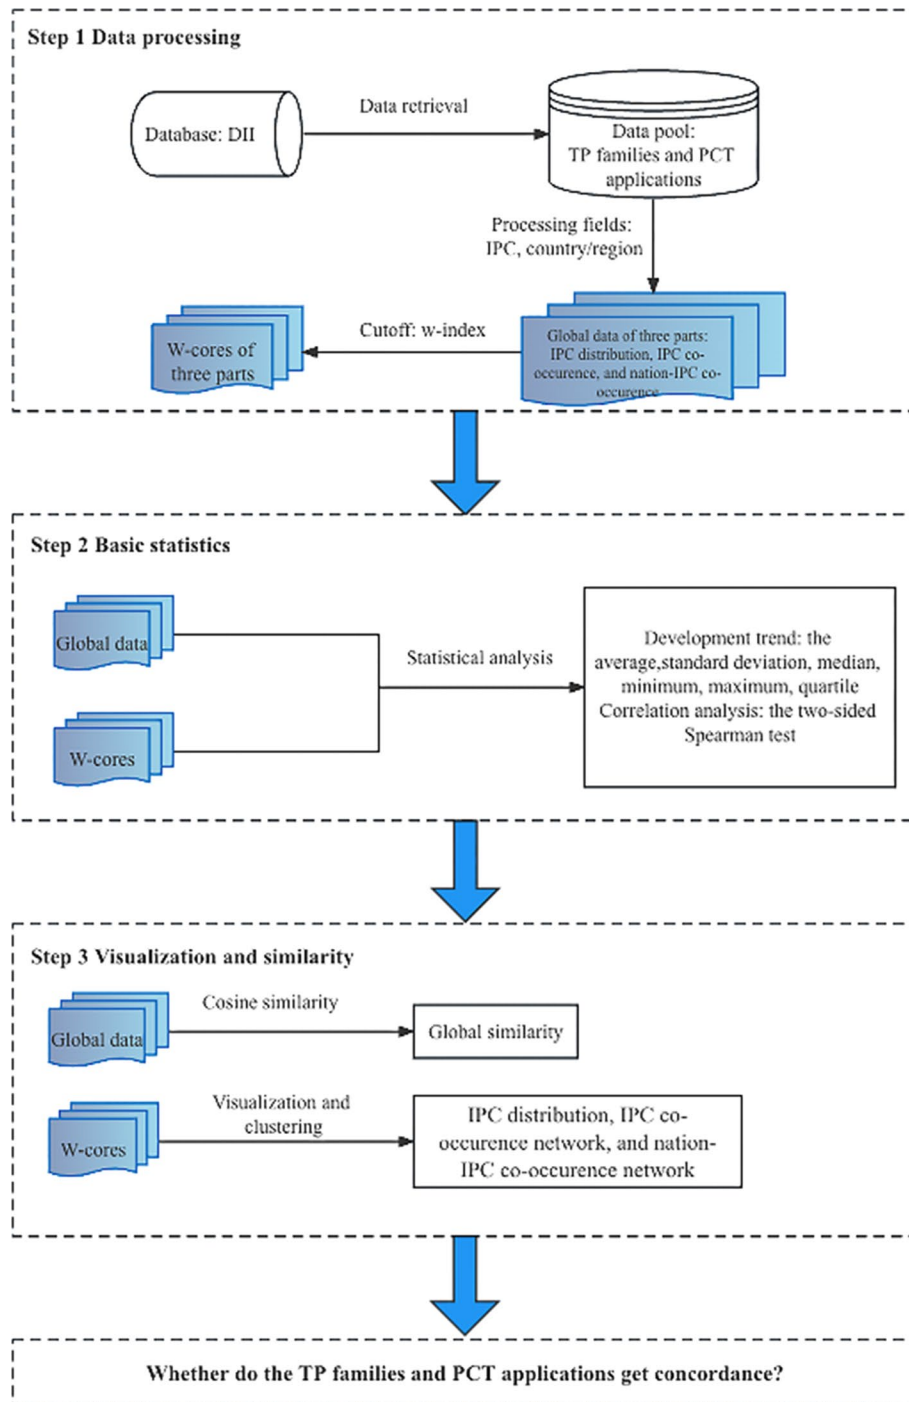 Step 1 Data processing
Database: DII
Data retrieval
Data pool:
TP families and PCT
applications
Processing fields:
IPC, country/region
Global data of three parts:
IPC distribution, IPC co-
occurence, and nation-IPC co-
occurence
Cutoff: w-index
W-cores of
three parts
Step 2 Basic statistics
Global data
W-cores
Statistical analysis
Development trend: the
average,standard deviation, median,
minimum, maximum, quartile
Correlation analysis: the two-sided
Spearman test
Step 3 Visualization and similarity
Global data
Cosine similarity
Global similarity
W-cores
Visualization and
clustering
IPC distribution, IPC co-
occurence network, and nation-
IPC co-occurence network
Whether do the TP families and PCT applications get concordance?